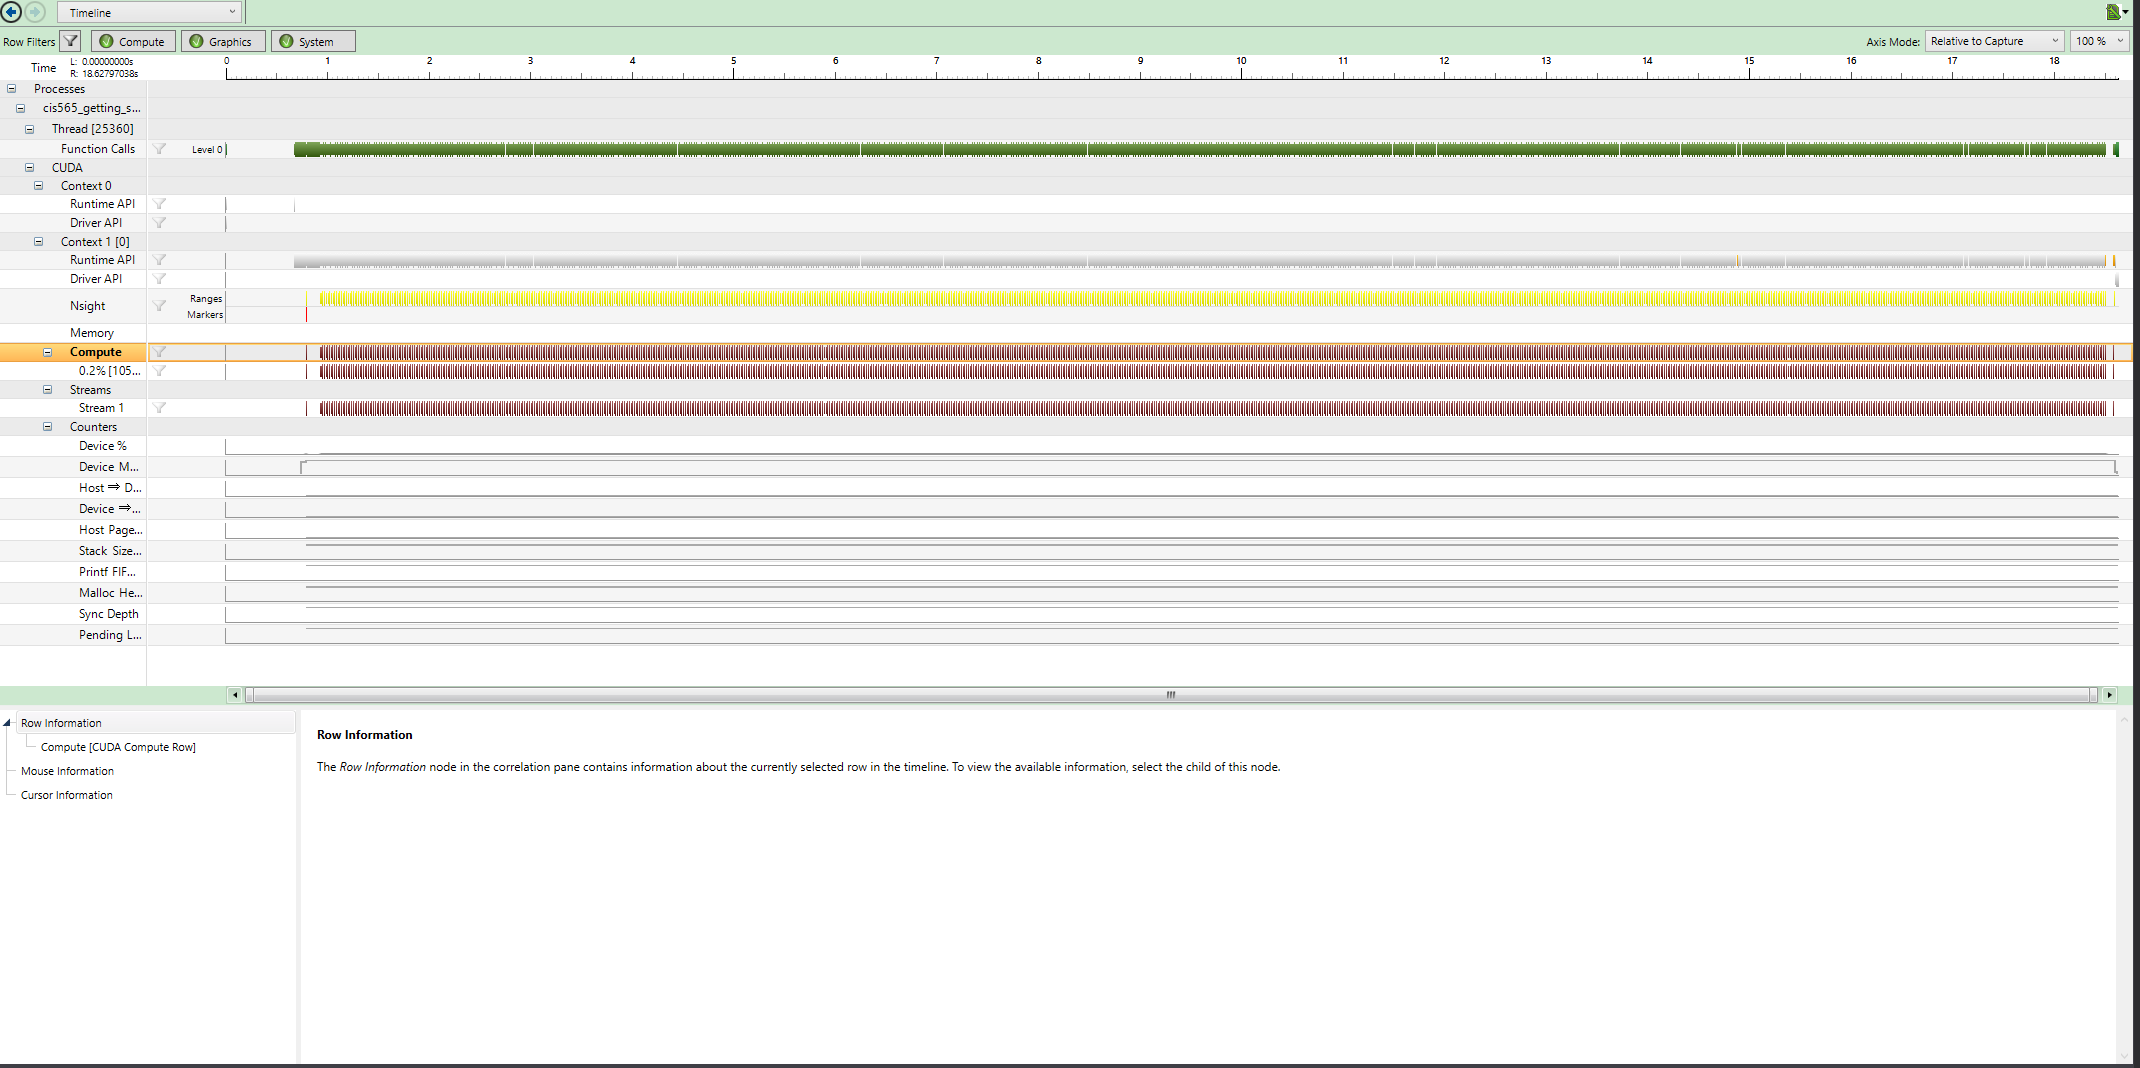 Timeline
Row Filters Compute Graphics System Axis Mode: Relative to Capture 100 %
Time L: 0.00000000s R: 18.62797038s 0 1 2 3 4 5 6 7 8 9 10 11 12 13 14 15 16 17 18
Processes
cis565_getting_s...
Thread [25360]
Function Calls Level 0
CUDA
Context 0
Runtime API
Driver API
Context 1 [0]
Runtime API
Driver API
Nsight Ranges Markers
Memory
Compute
0.2% [105...
Streams
Stream 1
Counters
Device %
Device M...
Host ⇒ D...
Device ⇒...
Host Page...
Stack Size...
Printf FIF...
Malloc He...
Sync Depth
Pending L...
Row Information
Compute [CUDA Compute Row]
Mouse Information
Cursor Information
Row Information
The Row Information node in the correlation pane contains information about the currently selected row in the timeline. To view the available information, select the child of this node.